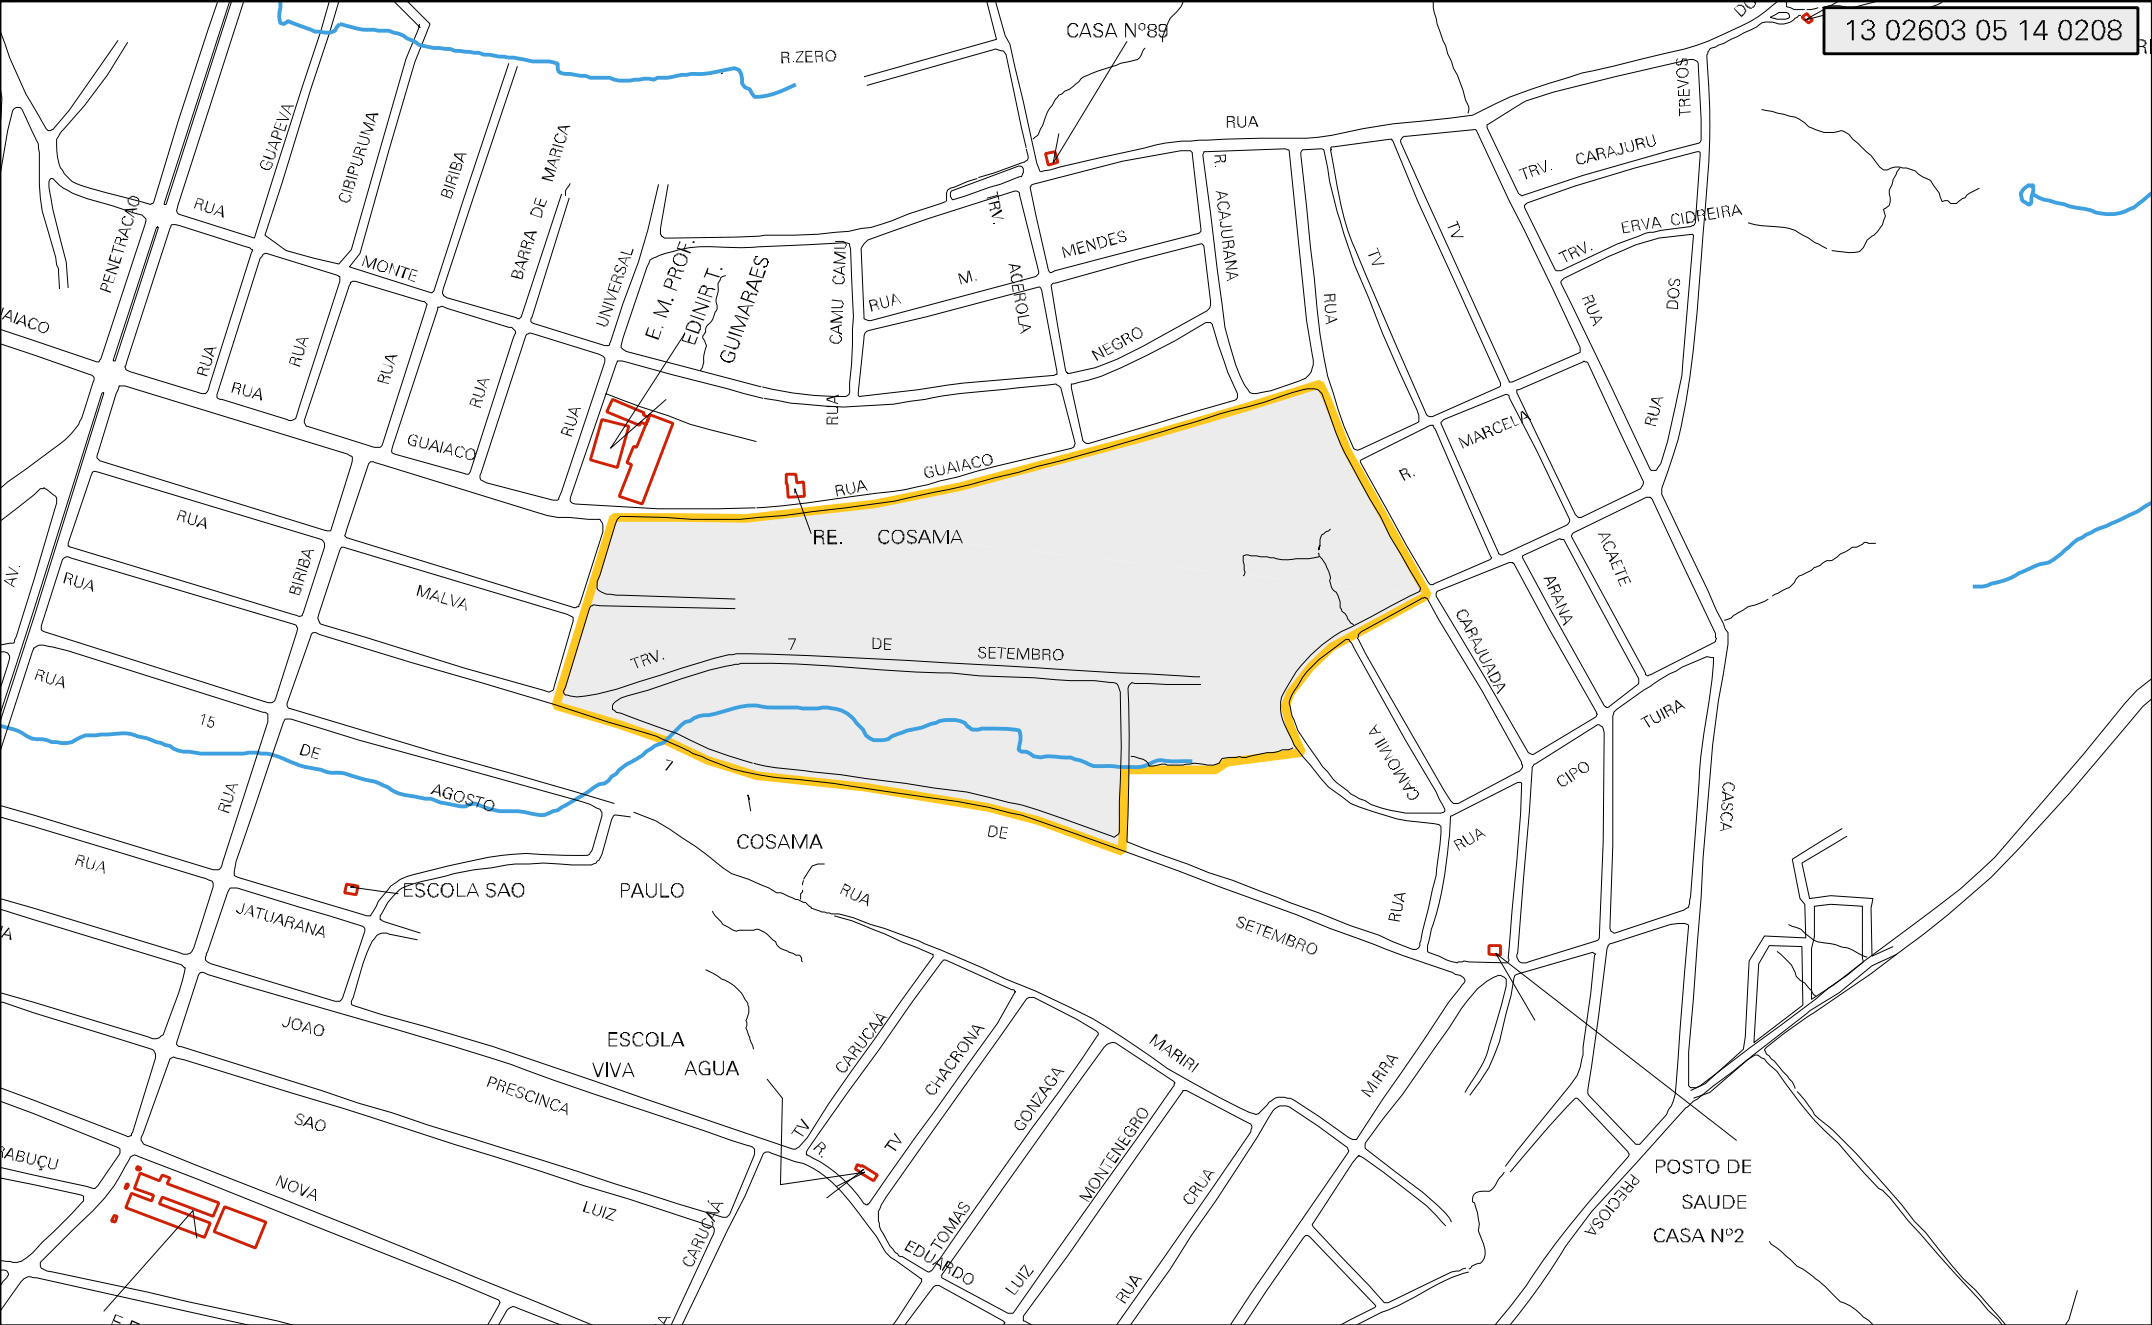 CASA Nº89
DO
13 02603 05 14 0208
R.ZERO
RUA
TREVOS
GUAPEVA
CIBIPURUMA
BIRIBA
BARRA DE MARICA
TRV. CARAJURU
R. ACAJURANA
RUA
PENETRACAO
TRV.
ACEROLA
MENDES
TV
TV
TRV. ERVA CIDREIRA
MONTE
UNIVERSAL
E. M. PROF.
EDINIR T.
GUIMARAES
CAMU CAMU
RUA
M.
NEGRO
RUA
RUA
DOS
RUA
RUA
RUA
RUA
RUA
RUA
RUA
RUA
GUAIACO
RUA
GUAIACO
R.
MARCELA
RUA
RE. COSAMA
AV.
RUA
BIRIBA
RUA
MALVA
ACAETE
ARANA
CARAJUADA
TRV. 7 DE SETEMBRO
RUA
15
DE
AGOSTO
7
DE
SETEMBRO
TUIRA
CAMOMILA
CIPO
CASCA
RUA
COSAMA
RUA
RUA
ESCOLA SAO PAULO
RUA
RUA
JATUARANA
JOAO
PRESCINCA
ESCOLA
VIVA AGUA
CARUCAÁ
CHACRONA
TV
R.
TV
GONZAGA
MARIRI
MIRRA
MONTENEGRO
CRUA
SAO
LUIZ
RABUÇU
NOVA
CARUCAÁ
TOMAS
EDUARDO
LUIZ
RUA
PRECIOSA
POSTO DE
SAUDE
CASA Nº2